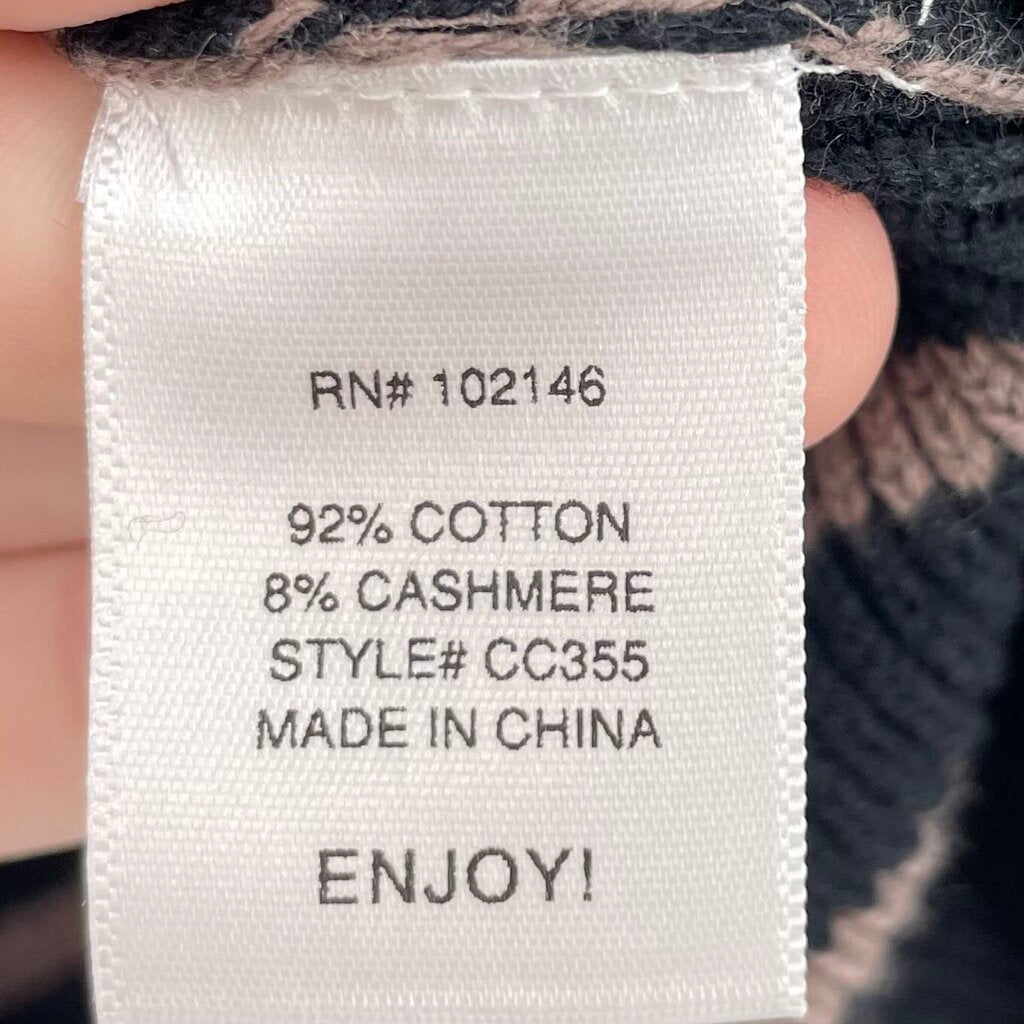 RN# 102146
92% COTTON
8% CASHMERE
STYLE# CC355
MADE IN CHINA
ENJOY!